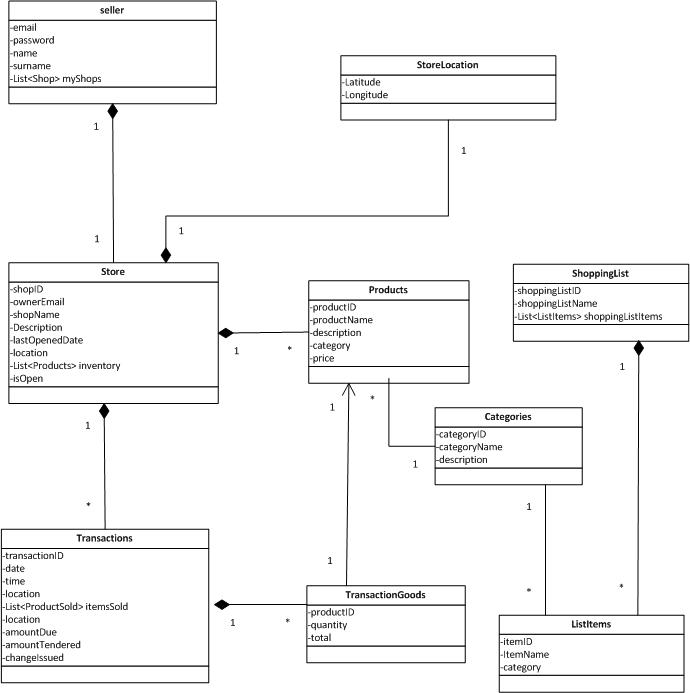 seller
-email
-password
-name
-surname
-List<Shop> myShops
1
1
StoreLocation
-Latitude
-Longitude
1
1
Store
-shopID
-ownerEmail
-shopName
-Description
-lastOpenedDate
-location
-List<Products> inventory
-isOpen
1
*
Products
-productID
-productName
-description
-category
-price
ShoppingList
-shoppingListID
-shoppingListName
-List<ListItems> shoppingListItems
1
*
1
*
1
Categories
-categoryID
-categoryName
-description
1
*
1
*
1
Transactions
-transactionID
-date
-time
-location
-List<ProductSold> itemsSold
-location
-amountDue
-amountTendered
-changeIssued
1
*
TransactionGoods
-productID
-quantity
-total
ListItems
-itemID
-ItemName
-category